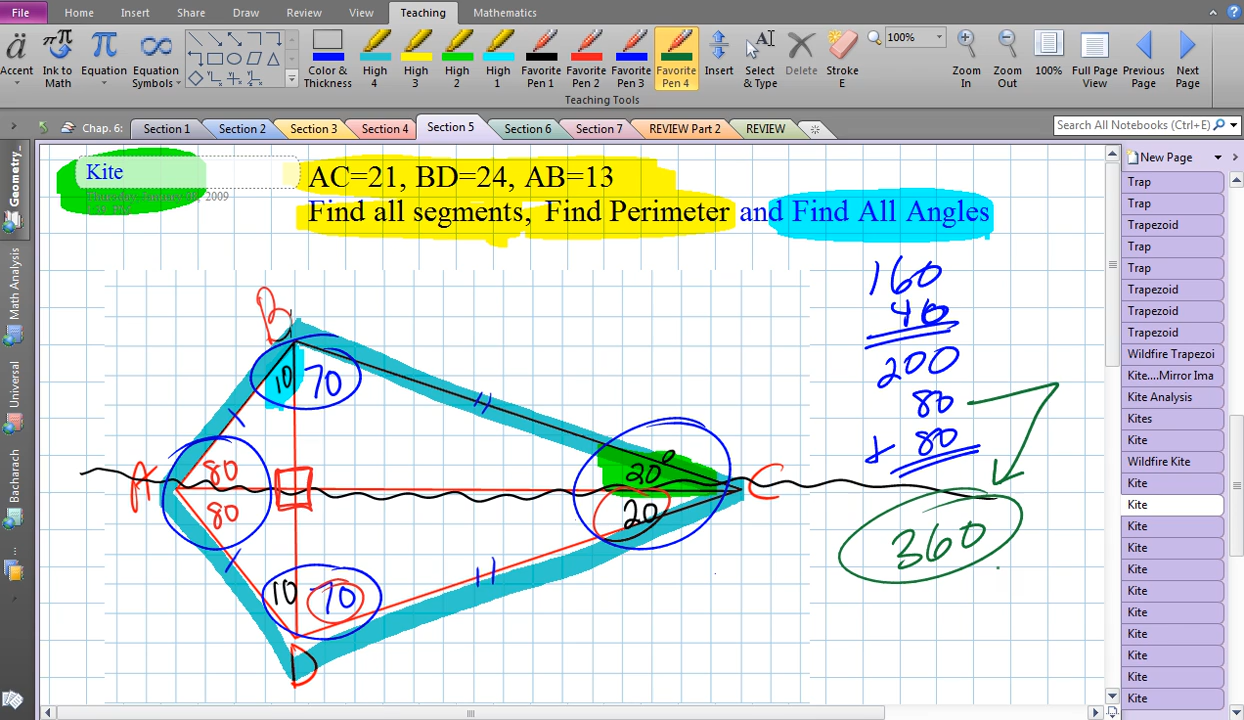 File Home Insert Share Draw Review View Teaching Mathematics
ä Accent
π Ink to Math
π Equation
∞ Equation Symbols
Color & Thickness
High 4
High 3
High 2
High 1
Favorite Pen 1
Favorite Pen 2
Favorite Pen 3
Favorite Pen 4
Insert
Select & Type
Delete
Stroke E
100%
Zoom In
Zoom Out
100%
Full Page View
Previous Page
Next Page
Teaching Tools
Chap. 6: Section 1 Section 2 Section 3 Section 4 Section 5 Section 6 Section 7 REVIEW Part 2 REVIEW
Search All Notebooks (Ctrl+E)
Geometry_
Math Analysis
Universal
Bacharach
Kite
2009
AC=21, BD=24, AB=13
Find all segments, Find Perimeter and Find All Angles
160
40
200
80
+ 80
360
B
10 70
A 80
80
20° C
20
10 70
D
New Page
Trap
Trap
Trapezoid
Trap
Trap
Trapezoid
Trapezoid
Trapezoid
Wildfire Trapezoi
Kite....Mirror Ima
Kite Analysis
Kites
Kite
Wildfire Kite
Kite
Kite
Kite
Kite
Kite
Kite
Kite
Kite
Kite
Kite
Kite